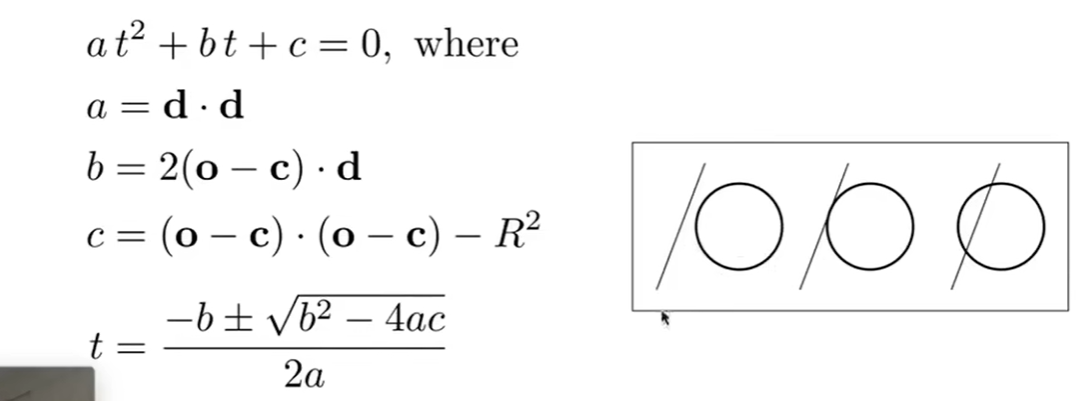 a t² + b t + c = 0, where
a = d · d
b = 2(o − c) · d
c = (o − c) · (o − c) − R²
t = (−b ± √(b² − 4ac)) / 2a